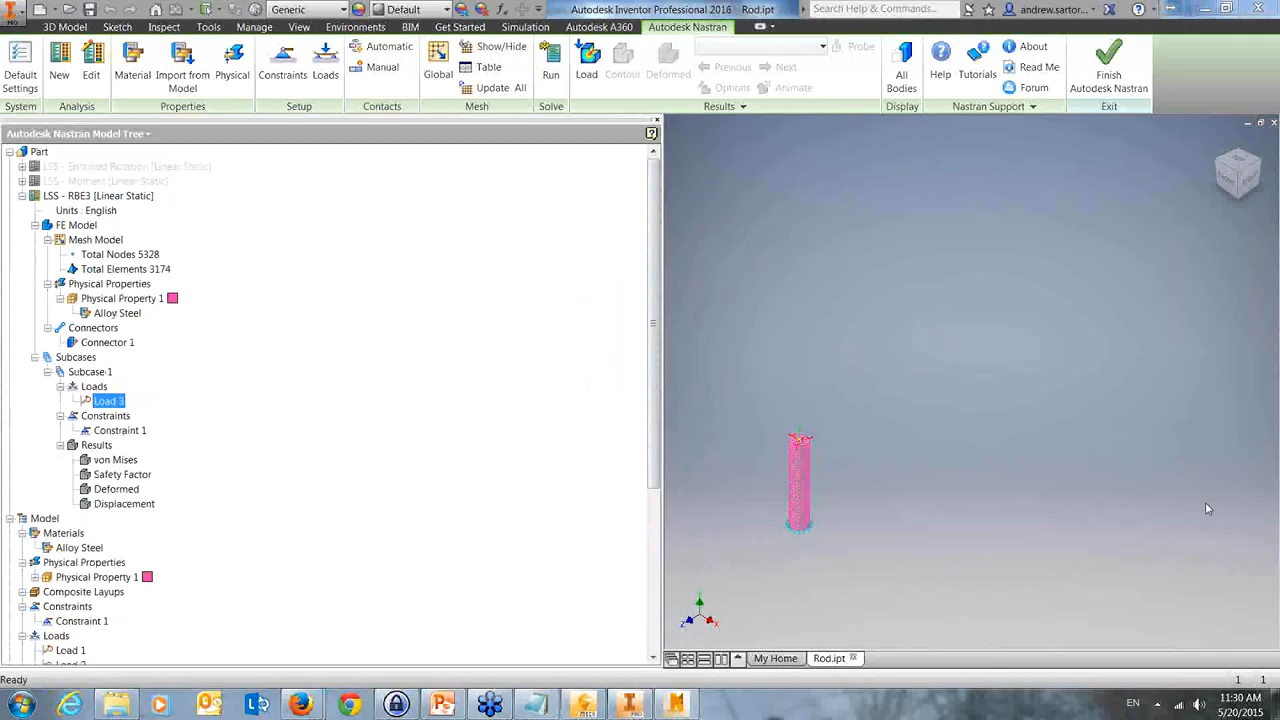 PRO
Generic
Default
Autodesk Inventor Professional 2016
Rod.ipt
Search Help & Commands...
andrew.sartor...
3D Model
Sketch
Inspect
Tools
Manage
View
Environments
BIM
Get Started
Simulation
Autodesk A360
Autodesk Nastran
Default Settings
New
Edit
Material
Import from Model
Physical
Constraints
Loads
Automatic
Manual
Global
Show/Hide
Table
Update All
Run
Load
Contour
Deformed
Probe
Previous
Next
Options
Animate
All Bodies
Help
Tutorials
About
Read Me
Forum
Finish Autodesk Nastran
System
Analysis
Properties
Setup
Contacts
Mesh
Solve
Results
Display
Nastran Support
Exit
Autodesk Nastran Model Tree
Part
LSS - Enforced Rotation [Linear Static]
LSS - Moment [Linear Static]
LSS - RBE3 [Linear Static]
Units : English
FE Model
Mesh Model
Total Nodes 5328
Total Elements 3174
Physical Properties
Physical Property 1
Alloy Steel
Connectors
Connector 1
Subcases
Subcase 1
Loads
Load 3
Constraints
Constraint 1
Results
von Mises
Safety Factor
Deformed
Displacement
Model
Materials
Alloy Steel
Physical Properties
Physical Property 1
Composite Layups
Constraints
Constraint 1
Loads
Load 1
My Home
Rod.ipt
Ready
1 1
EN
11:30 AM
5/20/2015